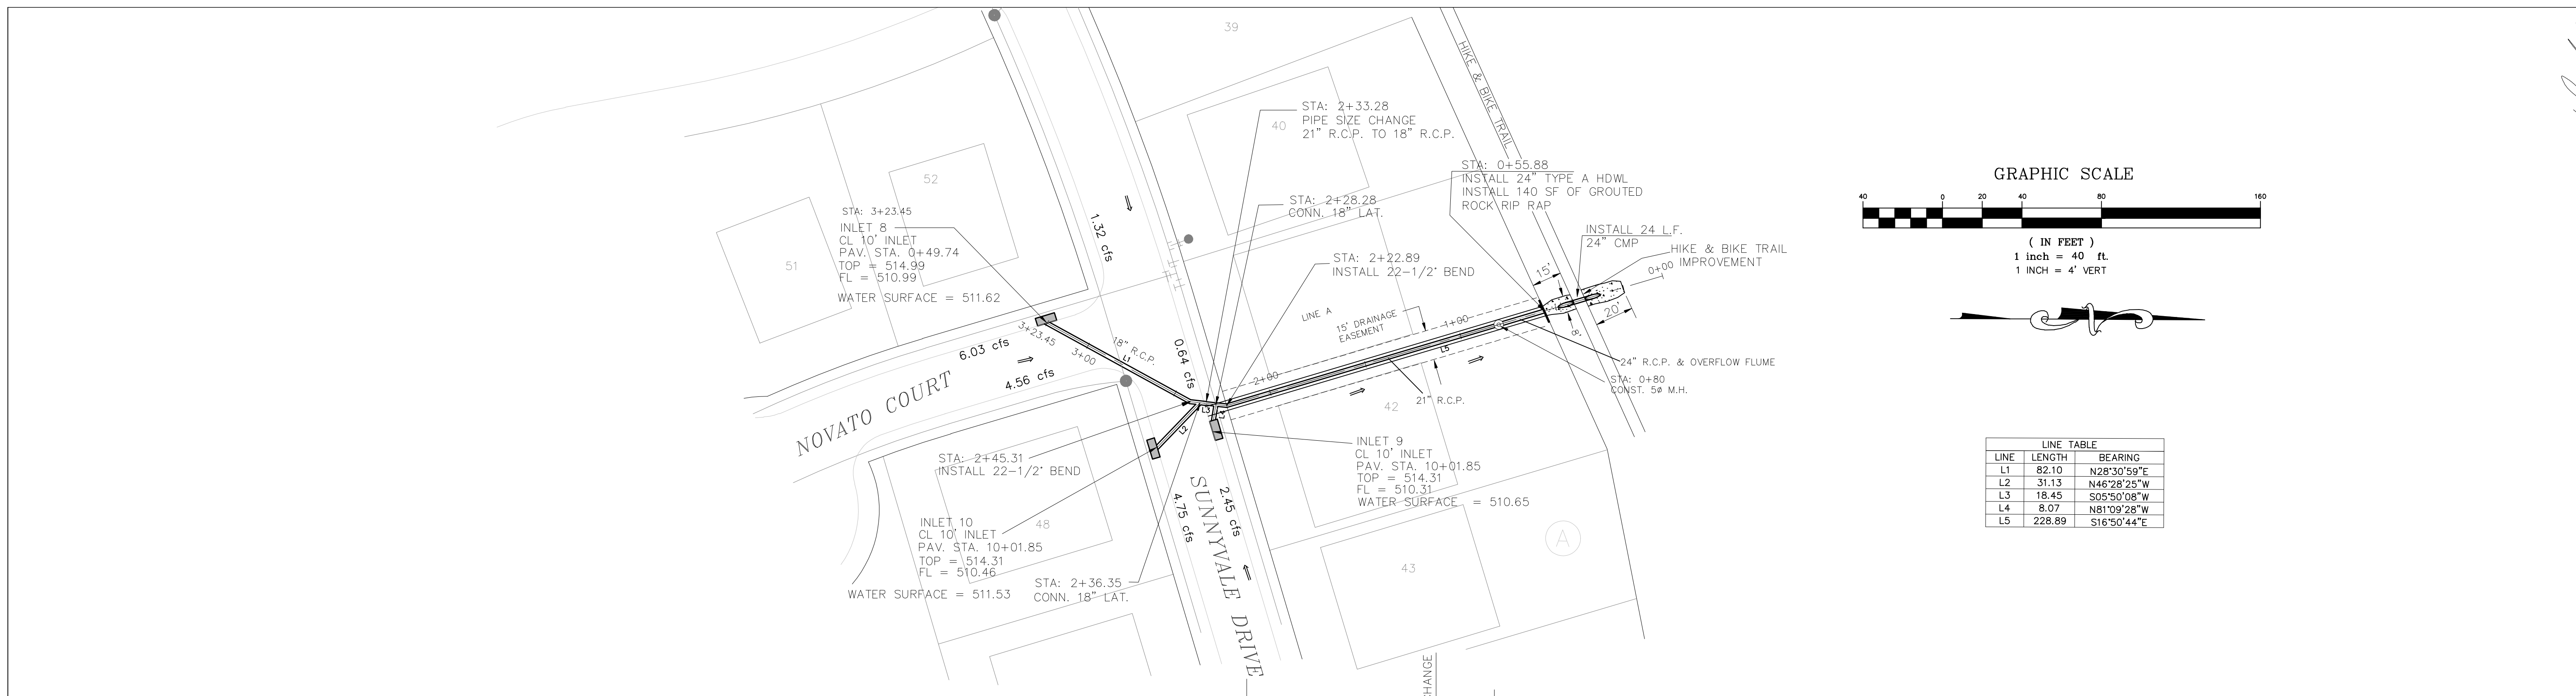 39
HIKE & BIKE TRAIL
STA: 2+33.28
PIPE SIZE CHANGE
21" R.C.P. TO 18" R.C.P.
40
52
51
STA: 0+55.88
INSTALL 24" TYPE A HDWL
INSTALL 140 SF OF GROUTED
ROCK RIP RAP
STA: 3+23.45
INLET 8
CL 10' INLET
PAV. STA. 0+49.74
TOP = 514.99
FL = 510.99
WATER SURFACE = 511.62
1.32 cfs
STA: 2+28.28
CONN. 18" LAT.
INSTALL 24 L.F.
24" CMP
HIKE & BIKE TRAIL
IMPROVEMENT
0+00
STA: 2+22.89
INSTALL 22-1/2° BEND
15'
20'
8'
LINE A
15' DRAINAGE
EASEMENT
1+00
L5
3+23.45
3+00
18" R.C.P.
L1
6.03 cfs
4.56 cfs
0.64 cfs
2+00
24" R.C.P. & OVERFLOW FLUME
STA: 0+80
CONST. 5ø M.H.
21" R.C.P.
42
NOVATO COURT
L3
L2
STA: 2+45.31
INSTALL 22-1/2° BEND
INLET 9
CL 10' INLET
PAV. STA. 10+01.85
TOP = 514.31
FL = 510.31
WATER SURFACE = 510.65
SUNNYVALE DRIVE
2.45 cfs
4.75 cfs
48
INLET 10
CL 10' INLET
PAV. STA. 10+01.85
TOP = 514.31
FL = 510.46
WATER SURFACE = 511.53
STA: 2+36.35
CONN. 18" LAT.
43
A
CHANGE
GRAPHIC SCALE
40 0 20 40 80 160
( IN FEET )
1 inch = 40 ft.
1 INCH = 4' VERT
LINE TABLE
LINE LENGTH BEARING
L1 82.10 N28°30'59"E
L2 31.13 N46°28'25"W
L3 18.45 S05°50'08"W
L4 8.07 N81°09'28"W
L5 228.89 S16°50'44"E